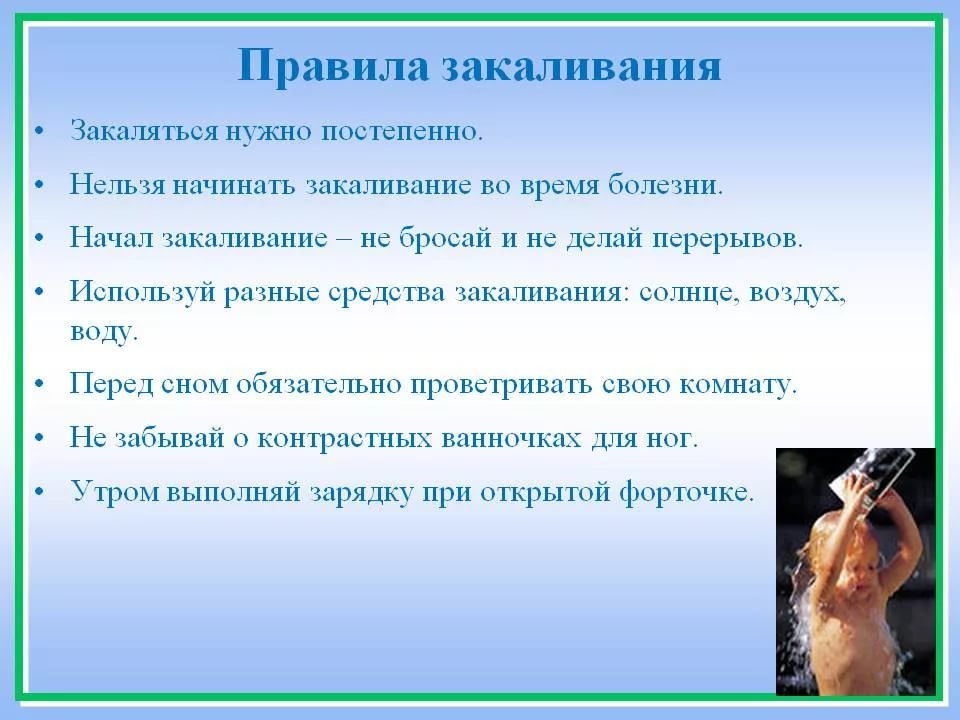 Правила закаливания
• Закаляться нужно постепенно.
• Нельзя начинать закаливание во время болезни.
• Начал закаливание – не бросай и не делай перерывов.
• Используй разные средства закаливания: солнце, воздух,
воду.
• Перед сном обязательно проветривать свою комнату.
• Не забывай о контрастных ванночках для ног.
• Утром выполняй зарядку при открытой форточке.